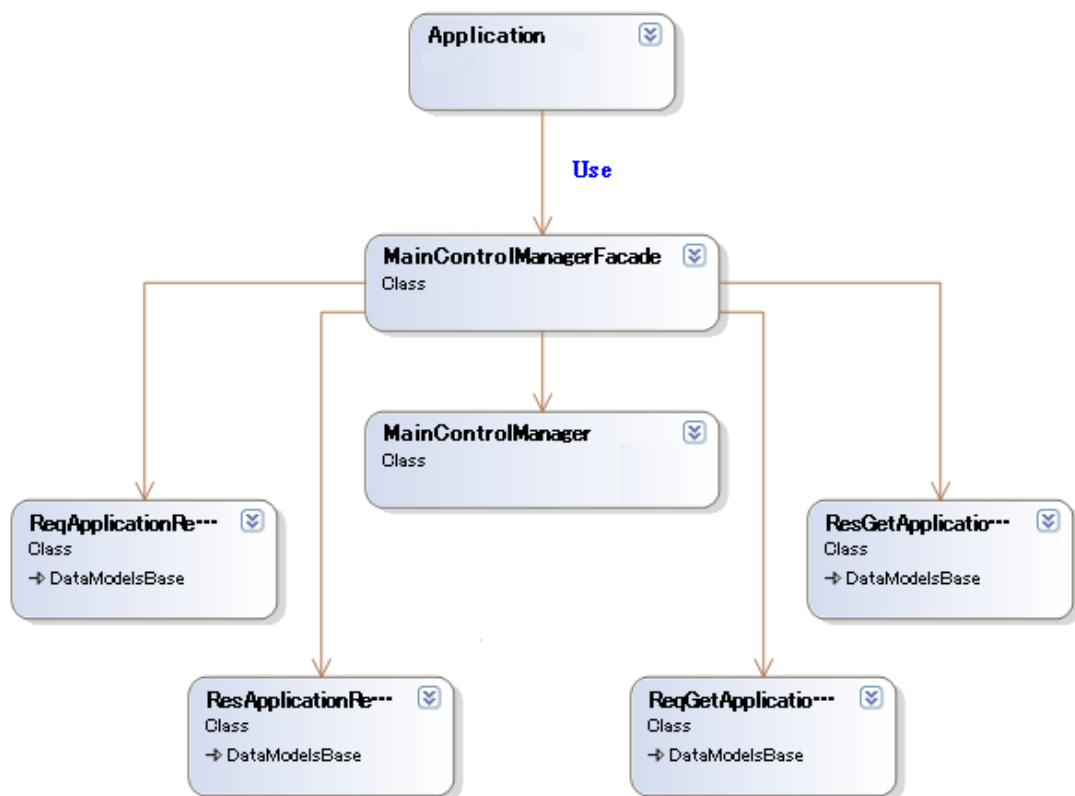 Application
Use
MainControlManagerFacade
Class
MainControlManager
Class
ReqApplicationRe…
Class
DataModelsBase
ResGetApplicatio…
Class
DataModelsBase
ResApplicationRe…
Class
DataModelsBase
ReqGetApplicatio…
Class
DataModelsBase